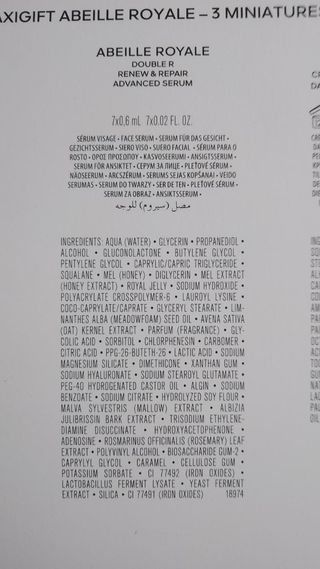 AXIGIFT ABEILLE ROYALE – 3 MINIATURES
ABEILLE ROYALE
DOUBLE R
RENEW & REPAIR
ADVANCED SERUM
7x0,6 mL 7x0.02 FL. OZ.
SÉRUM VISAGE • FACE SERUM • SERUM FÜR DAS GESICHT •
GEZICHTSSERUM • SIERO VISO • SUERO FACIAL • SÉRUM PARA O
ROSTO • ΟΡΟΣ ΠΡΟΣΩΠΟΥ • KASVOSEERUMI • ANSIGTSSERUM •
SERUM FÖR ANSIKTET • СЕРУМ ЗА ЛИЦЕ • PLEŤOVÉ SÉRUM •
NÄOSEERUM • ARCSZÉRUM • SERUMS SEJAS KOPŠANAI • VEIDO
SERUMAS • SERUM DO TWARZY • SER DE TEN • PLEŤOVÉ SÉRUM •
SERUM ZA OBRAZ • ANSIKTSSERUM •
مصل (سيروم) للوجه
INGREDIENTS: AQUA (WATER) • GLYCERIN • PROPANEDIOL •
ALCOHOL • GLUCONOLACTONE • BUTYLENE GLYCOL •
PENTYLENE GLYCOL • CAPRYLIC/CAPRIC TRIGLYCERIDE •
SQUALANE • MEL (HONEY) • DIGLYCERIN • MEL EXTRACT
(HONEY EXTRACT) • ROYAL JELLY • SODIUM HYDROXIDE •
POLYACRYLATE CROSSPOLYMER-6 • LAUROYL LYSINE •
COCO-CAPRYLATE/CAPRATE • GLYCERYL STEARATE • LIM-
NANTHES ALBA (MEADOWFOAM) SEED OIL • AVENA SATIVA
(OAT) KERNEL EXTRACT • PARFUM (FRAGRANCE) • GLY-
COLIC ACID • SORBITOL • CHLORPHENESIN • CARBOMER •
CITRIC ACID • PPG-26-BUTETH-26 • LACTIC ACID • SODIUM
MAGNESIUM SILICATE • DIMETHICONE • XANTHAN GUM •
SODIUM HYALURONATE • SODIUM STEAROYL GLUTAMATE •
PEG-40 HYDROGENATED CASTOR OIL • ALGIN • SODIUM
BENZOATE • SODIUM CITRATE • HYDROLYZED SOY FLOUR •
MALVA SYLVESTRIS (MALLOW) EXTRACT • ALBIZIA
JULIBRISSIN BARK EXTRACT • TRISODIUM ETHYLENE-
DIAMINE DISUCCINATE • HYDROXYACETOPHENONE •
ADENOSINE • ROSMARINUS OFFICINALIS (ROSEMARY) LEAF
EXTRACT • POLYVINYL ALCOHOL • BIOSACCHARIDE GUM-2 •
CAPRYLYL GLYCOL • CARAMEL • CELLULOSE GUM •
POTASSIUM SORBATE • CI 77492 (IRON OXIDES) •
LACTOBACILLUS FERMENT LYSATE • YEAST FERMENT
EXTRACT • SILICA • CI 77491 (IRON OXIDES) 18974